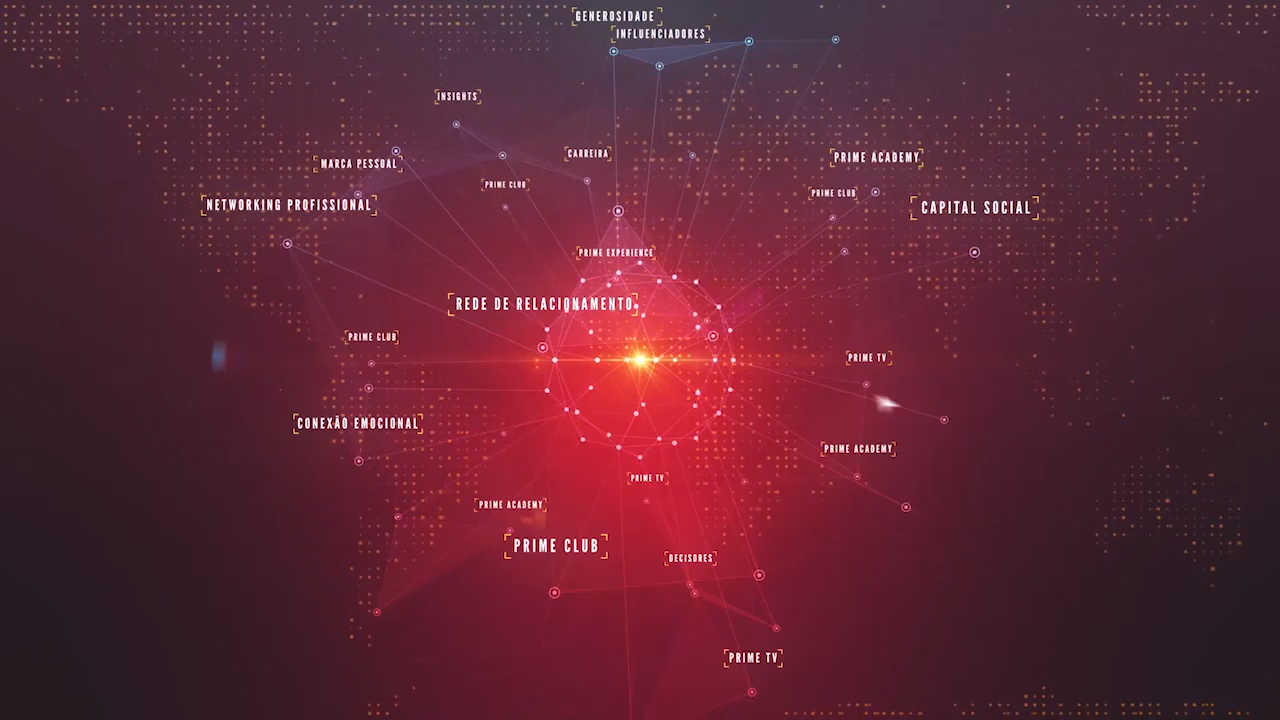 GENEROSIDADE
INFLUENCIADORES
INSIGHTS
CARREIRA
MARCA PESSOAL
PRIME ACADEMY
PRIME CLUB
PRIME CLUB
NETWORKING PROFISSIONAL
CAPITAL SOCIAL
PRIME EXPERIENCE
REDE DE RELACIONAMENTO
PRIME CLUB
PRIME TV
CONEXÃO EMOCIONAL
PRIME ACADEMY
PRIME TV
PRIME ACADEMY
PRIME CLUB
DECISORES
PRIME TV